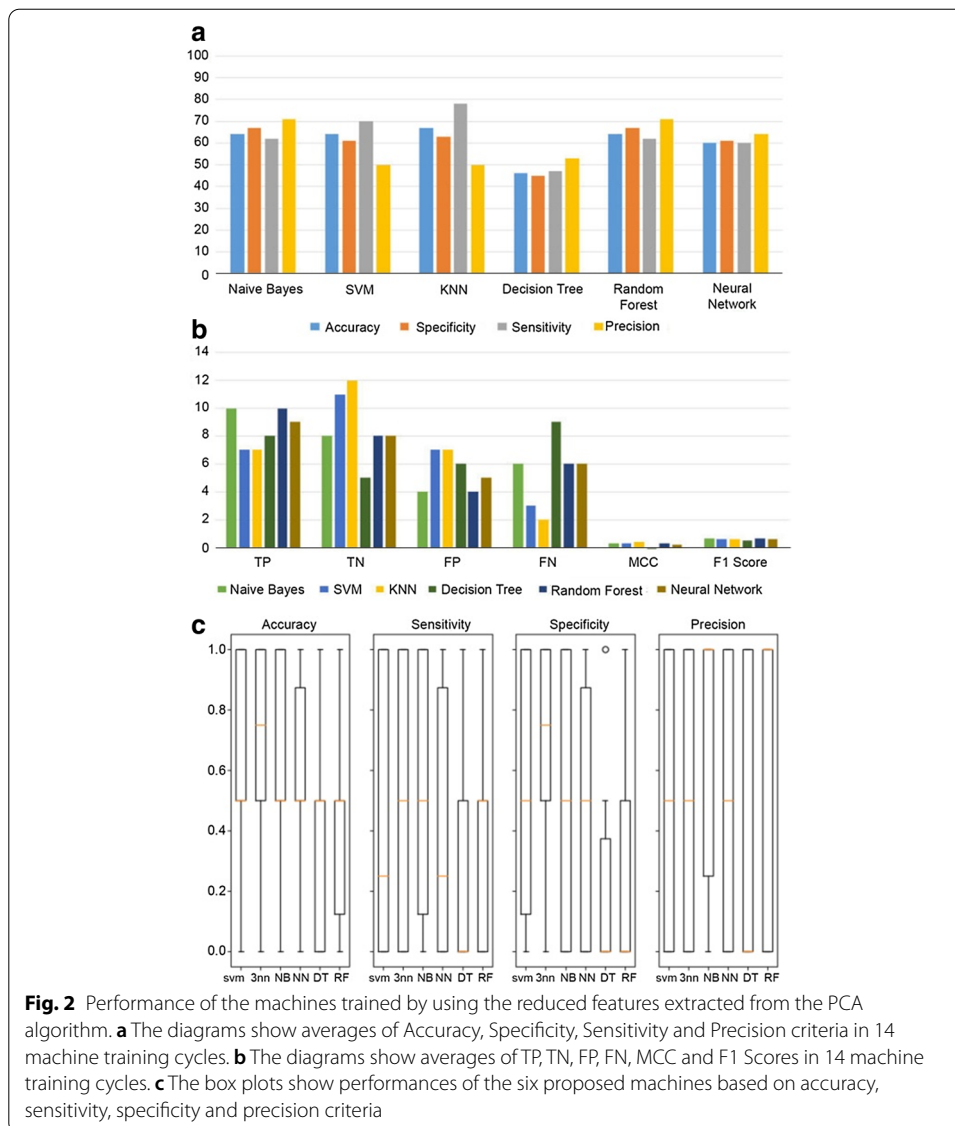 a
100
90
80
70
60
50
40
30
20
10
0
Naive Bayes SVM KNN Decision Tree Random Forest Neural Network
Accuracy Specificity Sensitivity Precision
b
14
12
10
8
6
4
2
0
TP TN FP FN MCC F1 Score
Naive Bayes SVM KNN Decision Tree Random Forest Neural Network
c
Accuracy Sensitivity Specificity Precision
1.0
0.8
0.6
0.4
0.2
0.0
svm 3nn NB NN DT RF svm 3nn NB NN DT RF svm 3nn NB NN DT RF svm 3nn NB NN DT RF
Fig. 2 Performance of the machines trained by using the reduced features extracted from the PCA
algorithm. a The diagrams show averages of Accuracy, Specificity, Sensitivity and Precision criteria in 14
machine training cycles. b The diagrams show averages of TP, TN, FP, FN, MCC and F1 Scores in 14 machine
training cycles. c The box plots show performances of the six proposed machines based on accuracy,
sensitivity, specificity and precision criteria